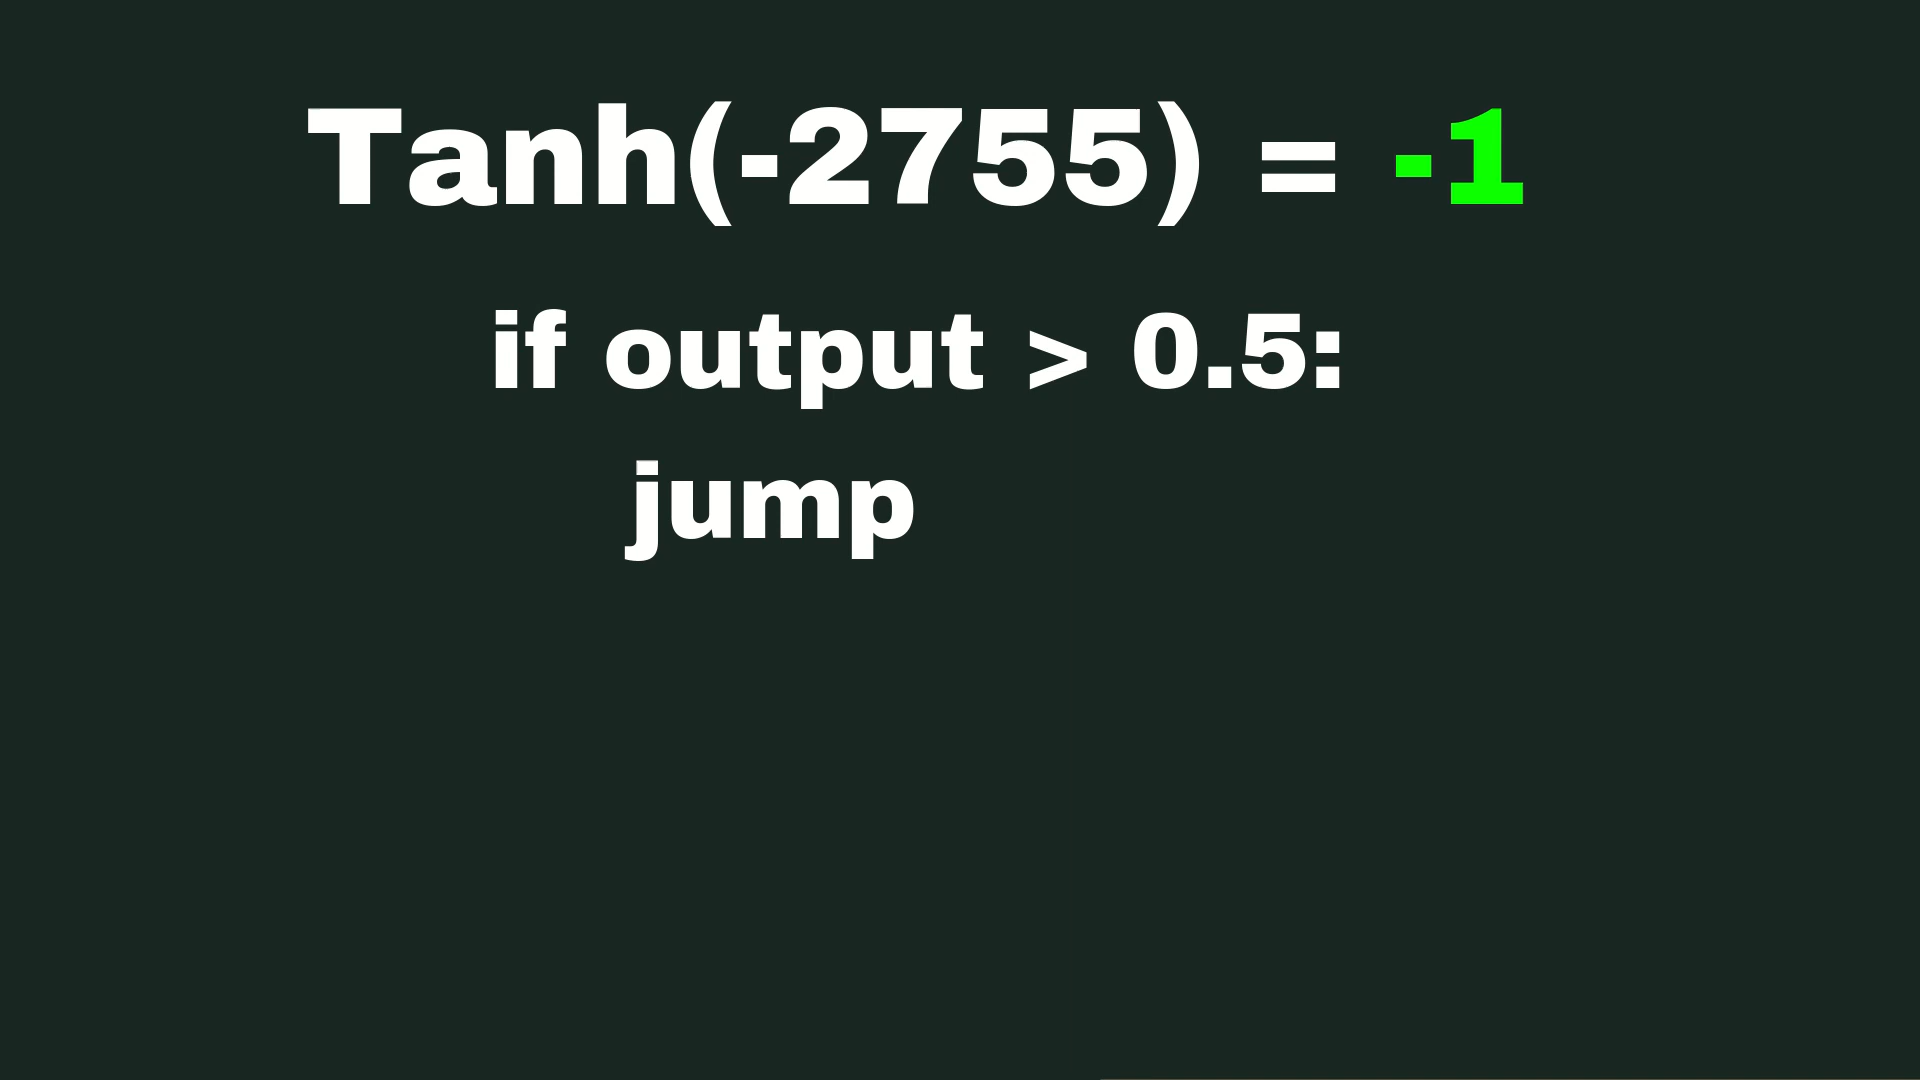 Tanh(-2755) = -1
if output > 0.5:
jump